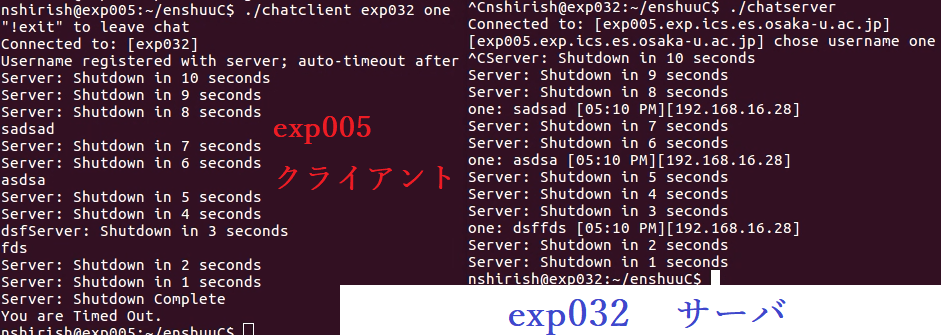 nshirish@exp005:~/enshuuC$ ./chatclient exp032 one
"!exit" to leave chat
Connected to: [exp032]
Username registered with server; auto-timeout after
Server: Shutdown in 10 seconds
Server: Shutdown in 9 seconds
Server: Shutdown in 8 seconds
sadsad
Server: Shutdown in 7 seconds
Server: Shutdown in 6 seconds
asdsa
Server: Shutdown in 5 seconds
Server: Shutdown in 4 seconds
dsfServer: Shutdown in 3 seconds
fds
Server: Shutdown in 2 seconds
Server: Shutdown in 1 seconds
Server: Shutdown Complete
You are Timed Out.
nshirish@exp005:~/enshuuC$
exp005
クライアント
^Cnshirish@exp032:~/enshuuC$ ./chatserver
Connected to: [exp005.exp.ics.es.osaka-u.ac.jp]
[exp005.exp.ics.es.osaka-u.ac.jp] chose username one
^CServer: Shutdown in 10 seconds
Server: Shutdown in 9 seconds
Server: Shutdown in 8 seconds
one: sadsad [05:10 PM][192.168.16.28]
Server: Shutdown in 7 seconds
Server: Shutdown in 6 seconds
one: asdsa [05:10 PM][192.168.16.28]
Server: Shutdown in 5 seconds
Server: Shutdown in 4 seconds
Server: Shutdown in 3 seconds
one: dsffds [05:10 PM][192.168.16.28]
Server: Shutdown in 2 seconds
Server: Shutdown in 1 seconds
nshirish@exp032:~/enshuuC$
exp032 サーバ